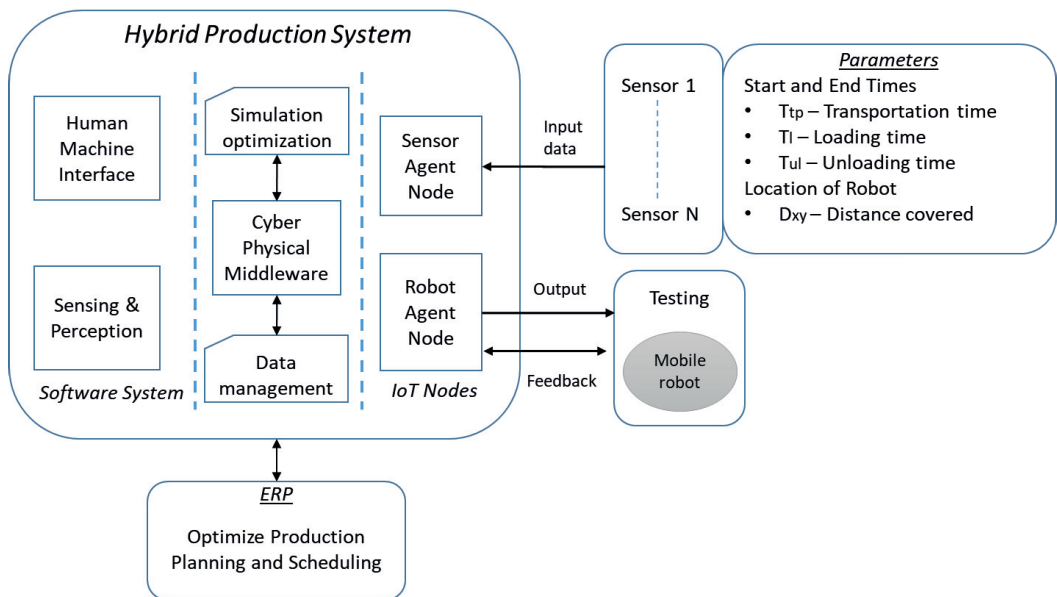 Hybrid Production System
Human
Machine
Interface
Sensing &
Perception
Software System
Simulation
optimization
Cyber
Physical
Middleware
Data
management
Sensor
Agent
Node
Robot
Agent
Node
IoT Nodes
Input
data
Output
Feedback
Sensor 1
Sensor N
Parameters
Start and End Times
• Ttp – Transportation time
• Tl – Loading time
• Tul – Unloading time
Location of Robot
• Dxy – Distance covered
Testing
Mobile
robot
ERP
Optimize Production
Planning and Scheduling